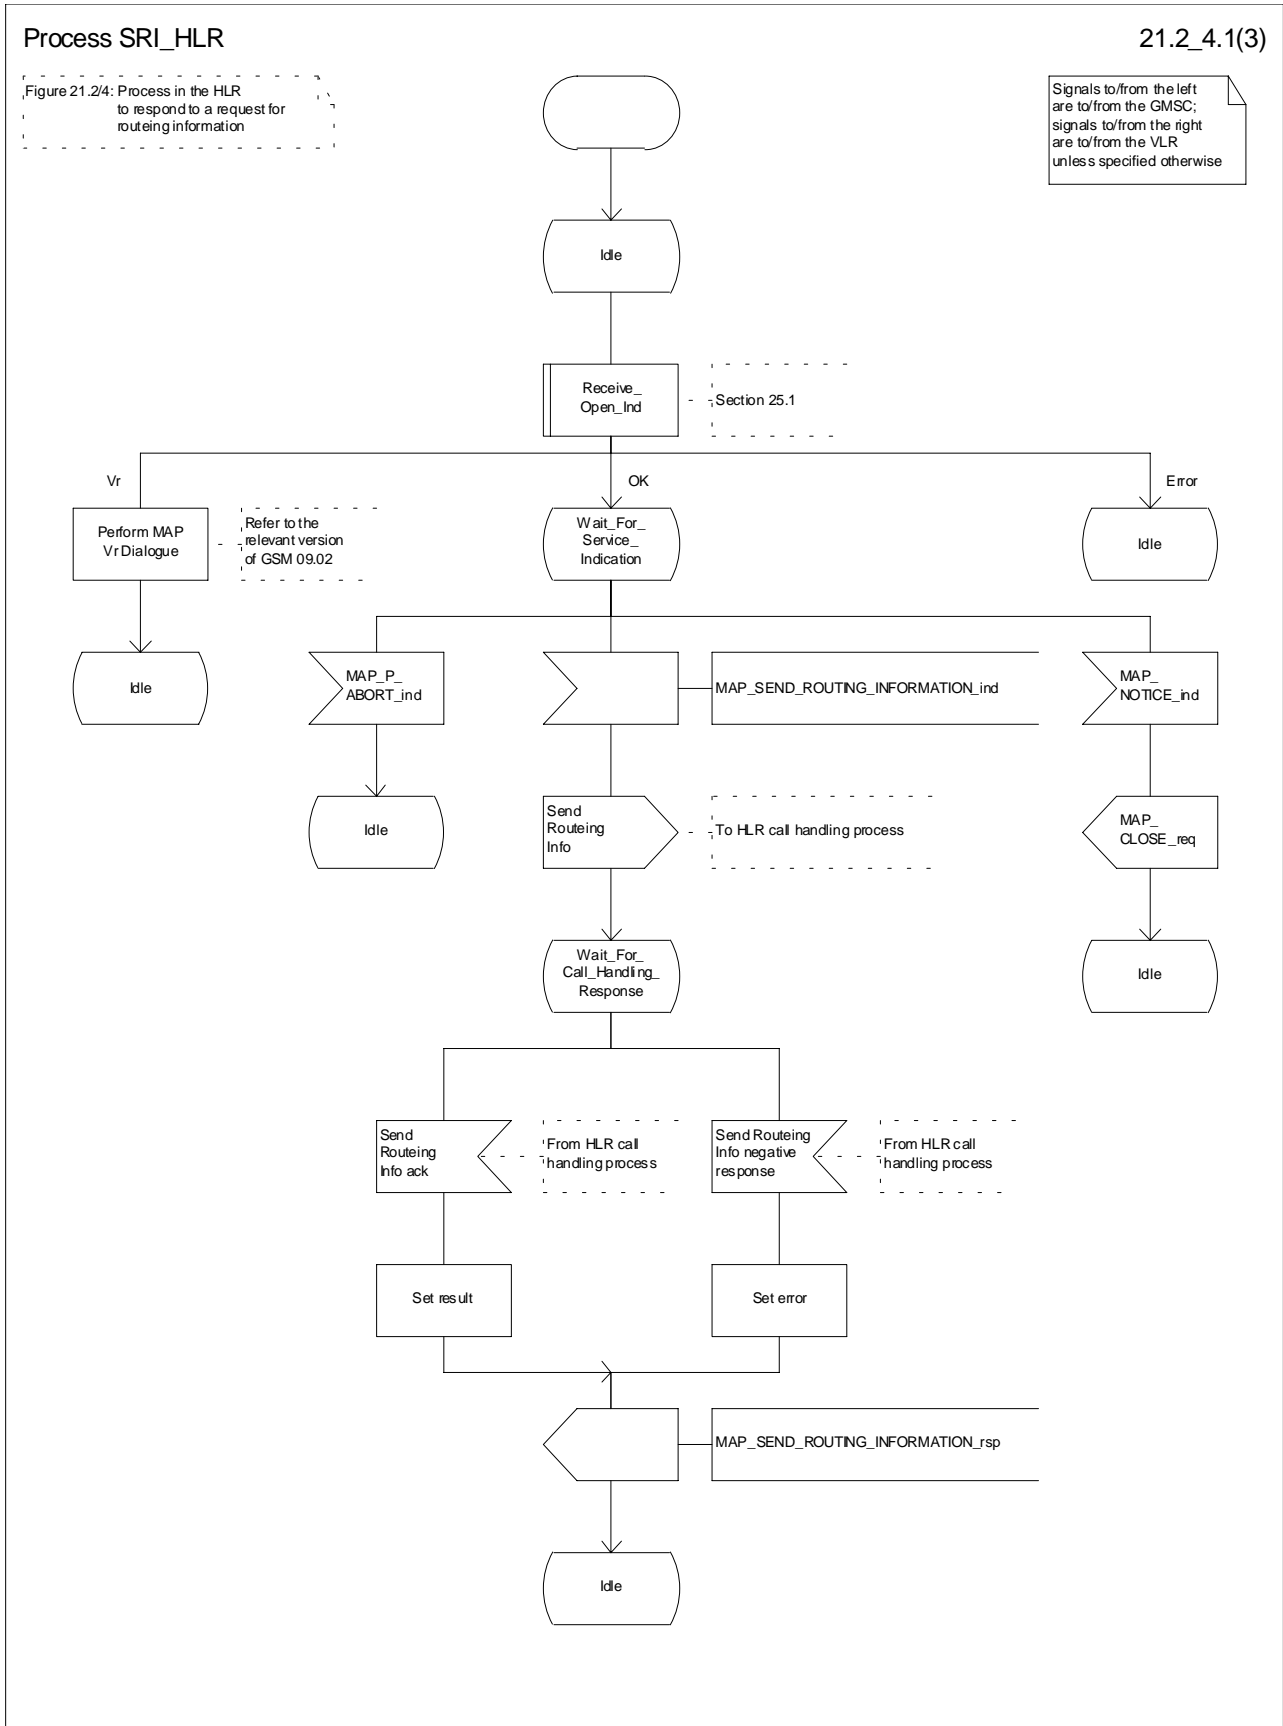 Process SRI_HLR
21.2_4.1(3)
Figure 21.2/4: Process in the HLR
to respond to a request for
routeing information
Signals to/from the left
are to/from the GMSC;
signals to/from the right
are to/from the VLR
unless specified otherwise
Idle
Receive_
Open_Ind
Section 25.1
Vr
OK
Error
Perform MAP
Vr Dialogue
Refer to the
relevant version
of GSM 09.02
Wait_For_
Service_
Indication
Idle
Idle
MAP_P_
ABORT_ind
MAP_SEND_ROUTING_INFORMATION_ind
MAP_
NOTICE_ind
Idle
Send
Routeing
Info
To HLR call handling process
MAP_
CLOSE_req
Wait_For_
Call_Handling_
Response
Idle
Send
Routeing
Info ack
From HLR call
handling process
Send Routeing
Info negative
response
From HLR call
handling process
Set result
Set error
MAP_SEND_ROUTING_INFORMATION_rsp
Idle